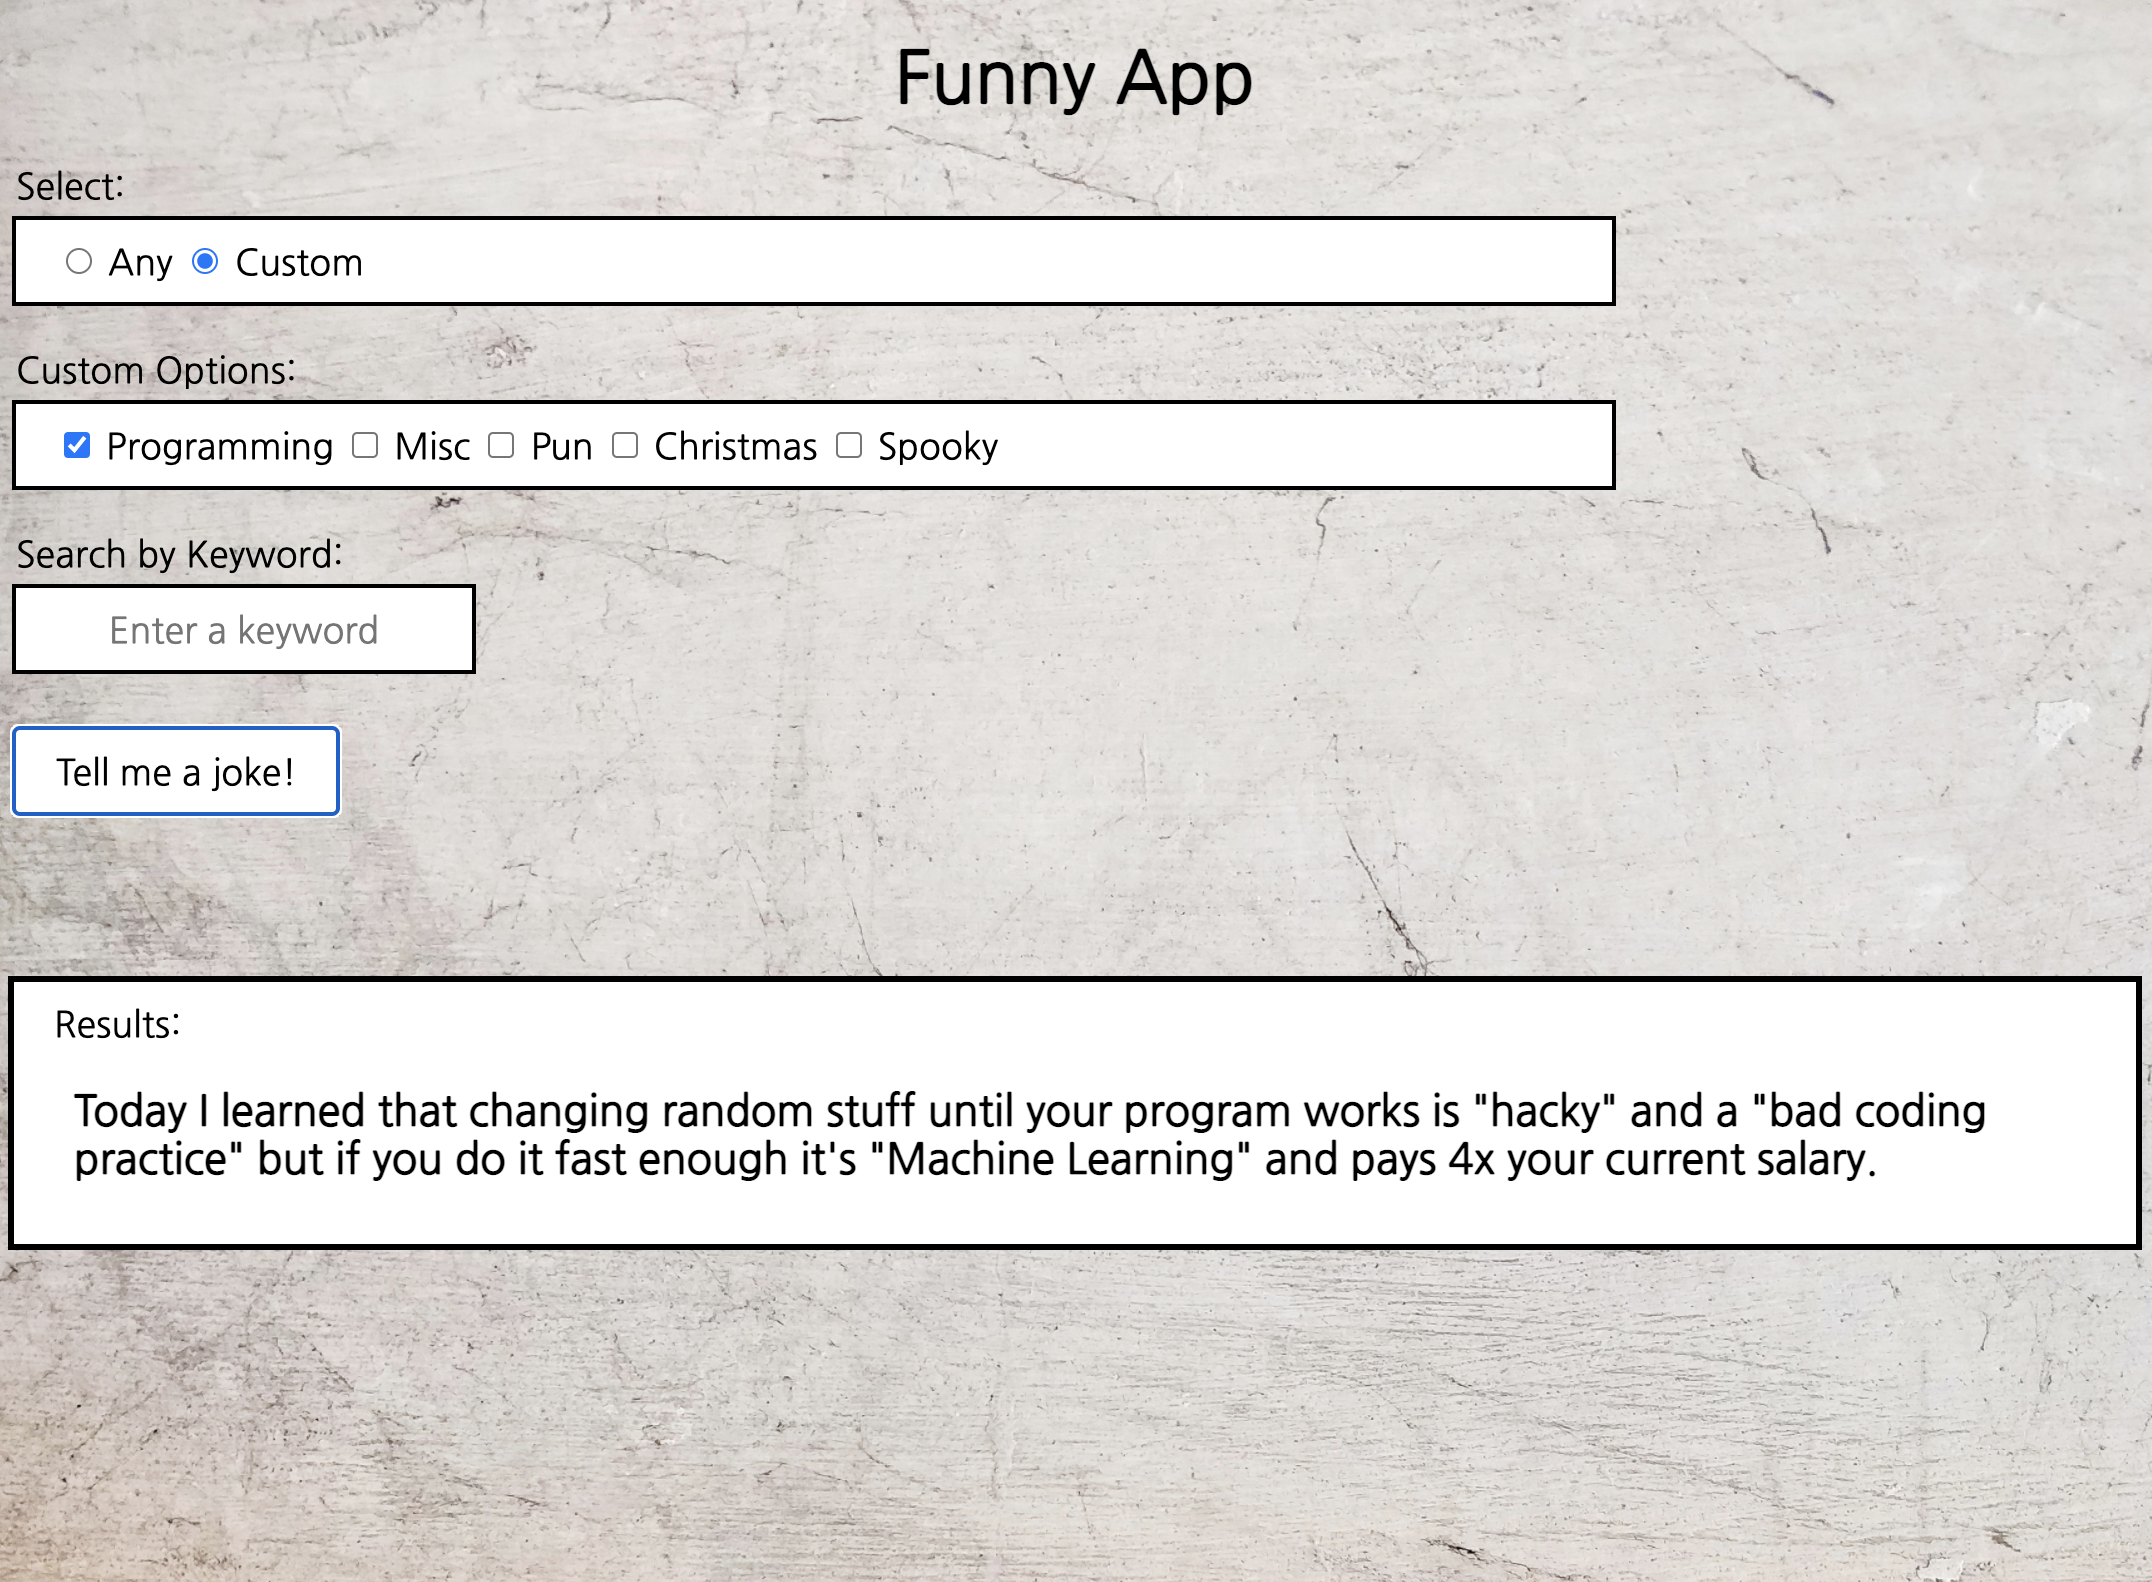 Funny App
Select:
Any Custom
Custom Options:
Programming Misc Pun Christmas Spooky
Search by Keyword:
Enter a keyword
Tell me a joke!
Results:
Today I learned that changing random stuff until your program works is "hacky" and a "bad coding
practice" but if you do it fast enough it's "Machine Learning" and pays 4x your current salary.